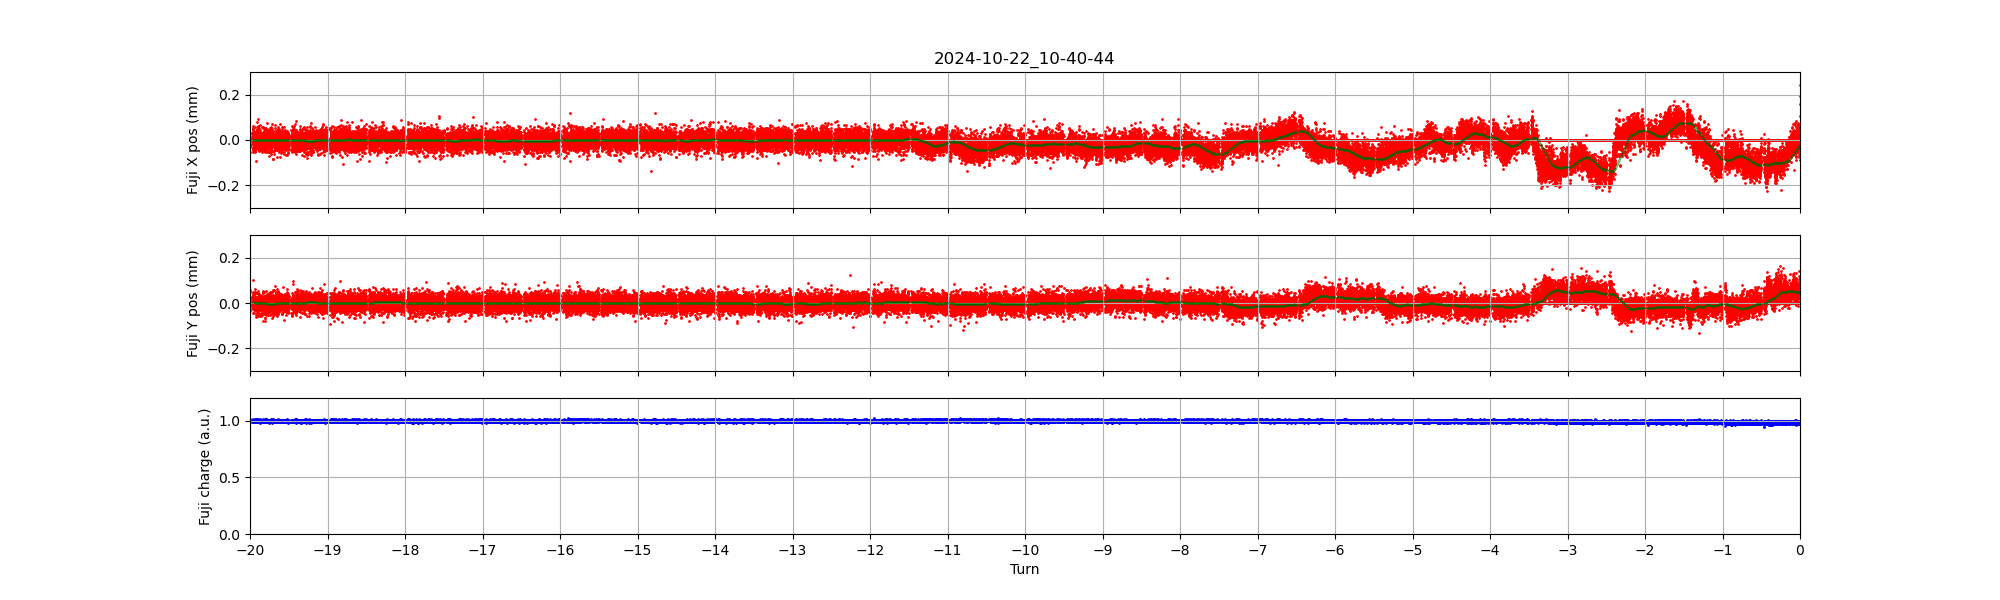 2024-10-22_10-40-44
Fuji X pos (mm)
0.2
0.0
−0.2
Fuji Y pos (mm)
0.2
0.0
−0.2
Fuji charge (a.u.)
1.0
0.5
0.0
−20 −19 −18 −17 −16 −15 −14 −13 −12 −11 −10 −9 −8 −7 −6 −5 −4 −3 −2 −1 0
Turn